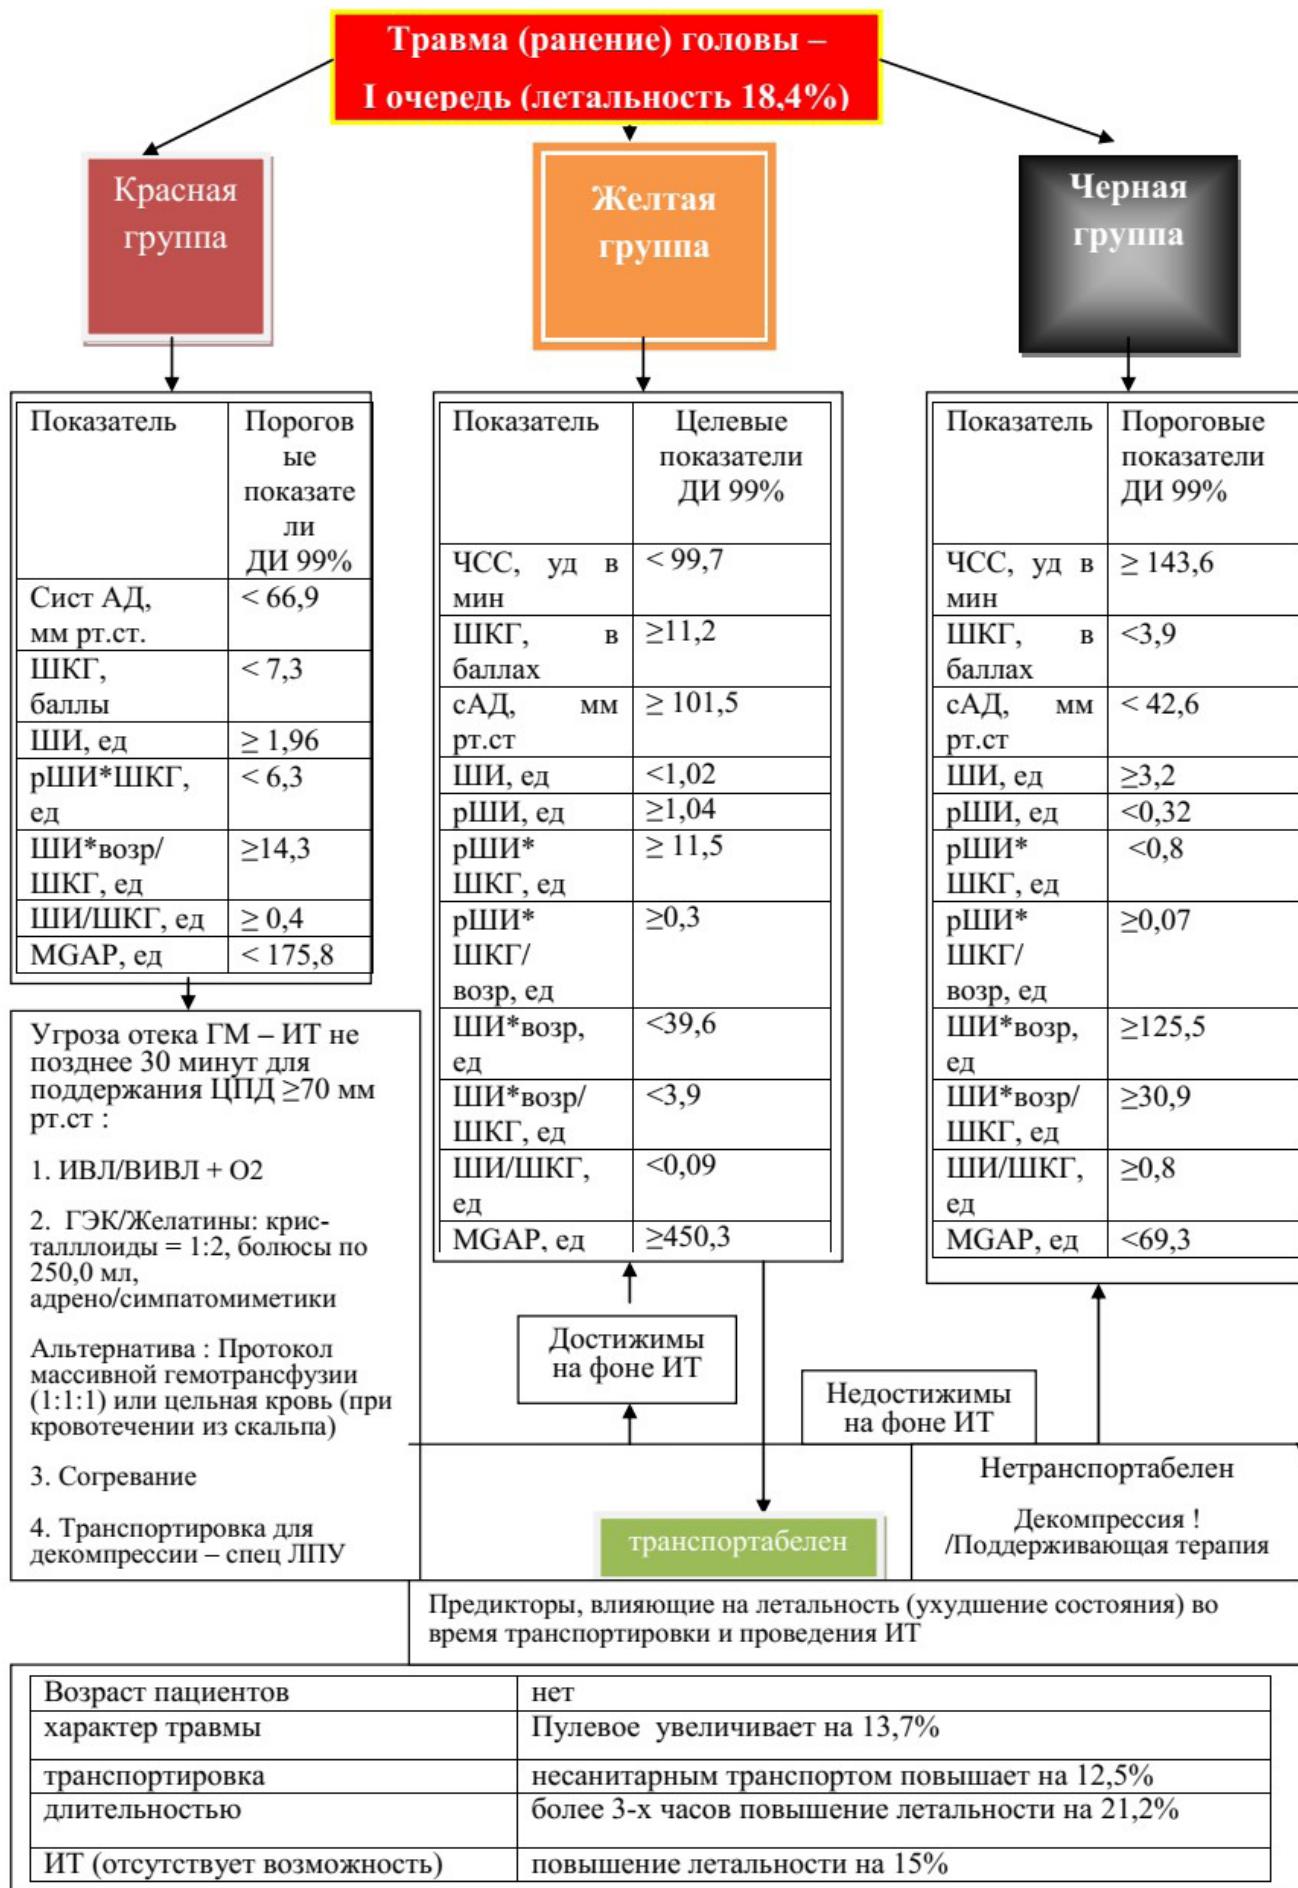 Травма (ранение) головы –
I очередь (летальность 18,4%)
Красная
группа
Желтая
группа
Черная
группа
Показатель
Порогов
ые
показате
ли
ДИ 99%
Сист АД,
мм рт.ст.
< 66,9
ШКГ,
баллы
< 7,3
ШИ, ед
≥ 1,96
рШИ*ШКГ,
ед
< 6,3
ШИ*возр/
ШКГ, ед
≥14,3
ШИ/ШКГ, ед
≥ 0,4
MGAP, ед
< 175,8
Угроза отека ГМ – ИТ не
позднее 30 минут для
поддержания ЦПД ≥70 мм
рт.ст :
1. ИВЛ/ВИВЛ + О2
2. ГЭК/Желатины: крис-
талллоиды = 1:2, болюсы по
250,0 мл,
адрено/симпатомиметики
Альтернатива : Протокол
массивной гемотрансфузии
(1:1:1) или цельная кровь (при
кровотечении из скальпа)
3. Согревание
4. Транспортировка для
декомпрессии – спец ЛПУ
Показатель
Целевые
показатели
ДИ 99%
ЧСС, уд в
мин
< 99,7
ШКГ, в
баллах
≥11,2
сАД, мм
рт.ст
≥ 101,5
ШИ, ед
<1,02
рШИ, ед
≥1,04
рШИ*
ШКГ, ед
≥ 11,5
рШИ*
ШКГ/
возр, ед
≥0,3
ШИ*возр,
ед
<39,6
ШИ*возр/
ШКГ, ед
<3,9
ШИ/ШКГ,
ед
<0,09
MGAP, ед
≥450,3
Достижимы
на фоне ИТ
транспортабелен
Показатель
Пороговые
показатели
ДИ 99%
ЧСС, уд в
мин
≥ 143,6
ШКГ, в
баллах
<3,9
сАД, мм
рт.ст
< 42,6
ШИ, ед
≥3,2
рШИ, ед
<0,32
рШИ*
ШКГ, ед
<0,8
рШИ*
ШКГ/
возр, ед
≥0,07
ШИ*возр,
ед
≥125,5
ШИ*возр/
ШКГ, ед
≥30,9
ШИ/ШКГ,
ед
≥0,8
MGAP, ед
<69,3
Недостижимы
на фоне ИТ
Нетранспортабелен
Декомпрессия !
/Поддерживающая терапия
Предикторы, влияющие на летальность (ухудшение состояния) во
время транспортировки и проведения ИТ
Возраст пациентов
нет
характер травмы
Пулевое увеличивает на 13,7%
транспортировка
несанитарным транспортом повышает на 12,5%
длительностью
более 3-х часов повышение летальности на 21,2%
ИТ (отсутствует возможность)
повышение летальности на 15%